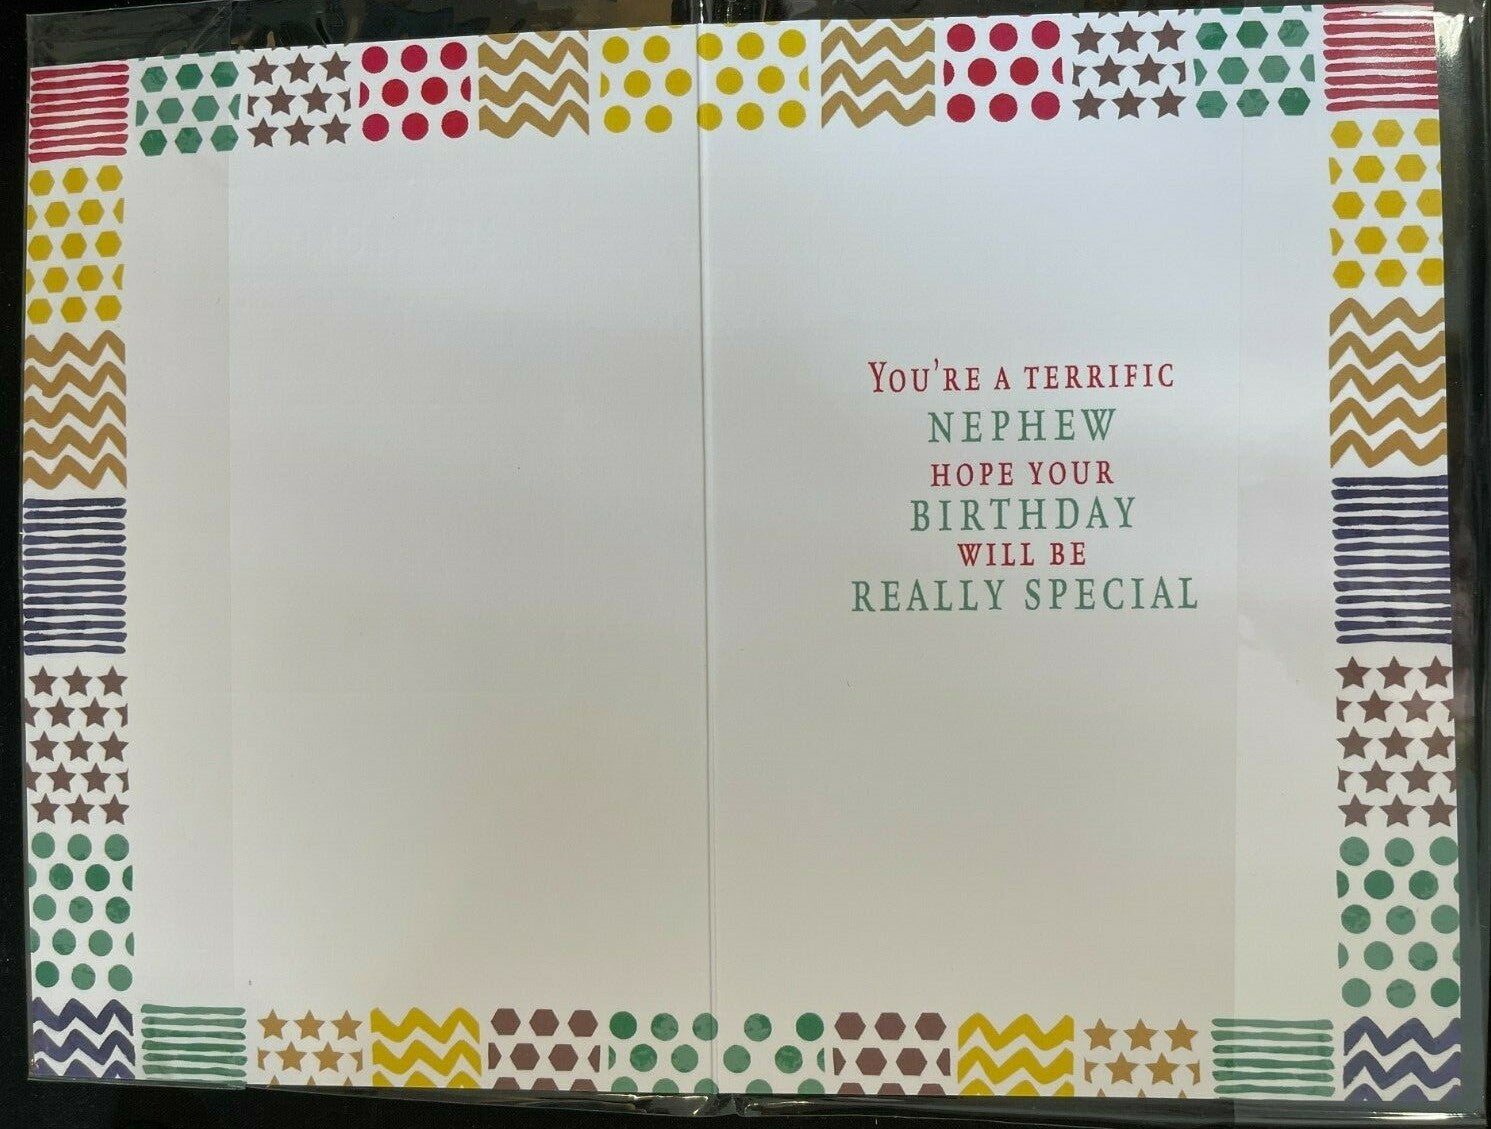 YOU'RE A TERRIFIC
NEPHEW
HOPE YOUR
BIRTHDAY
WILL BE
REALLY SPECIAL